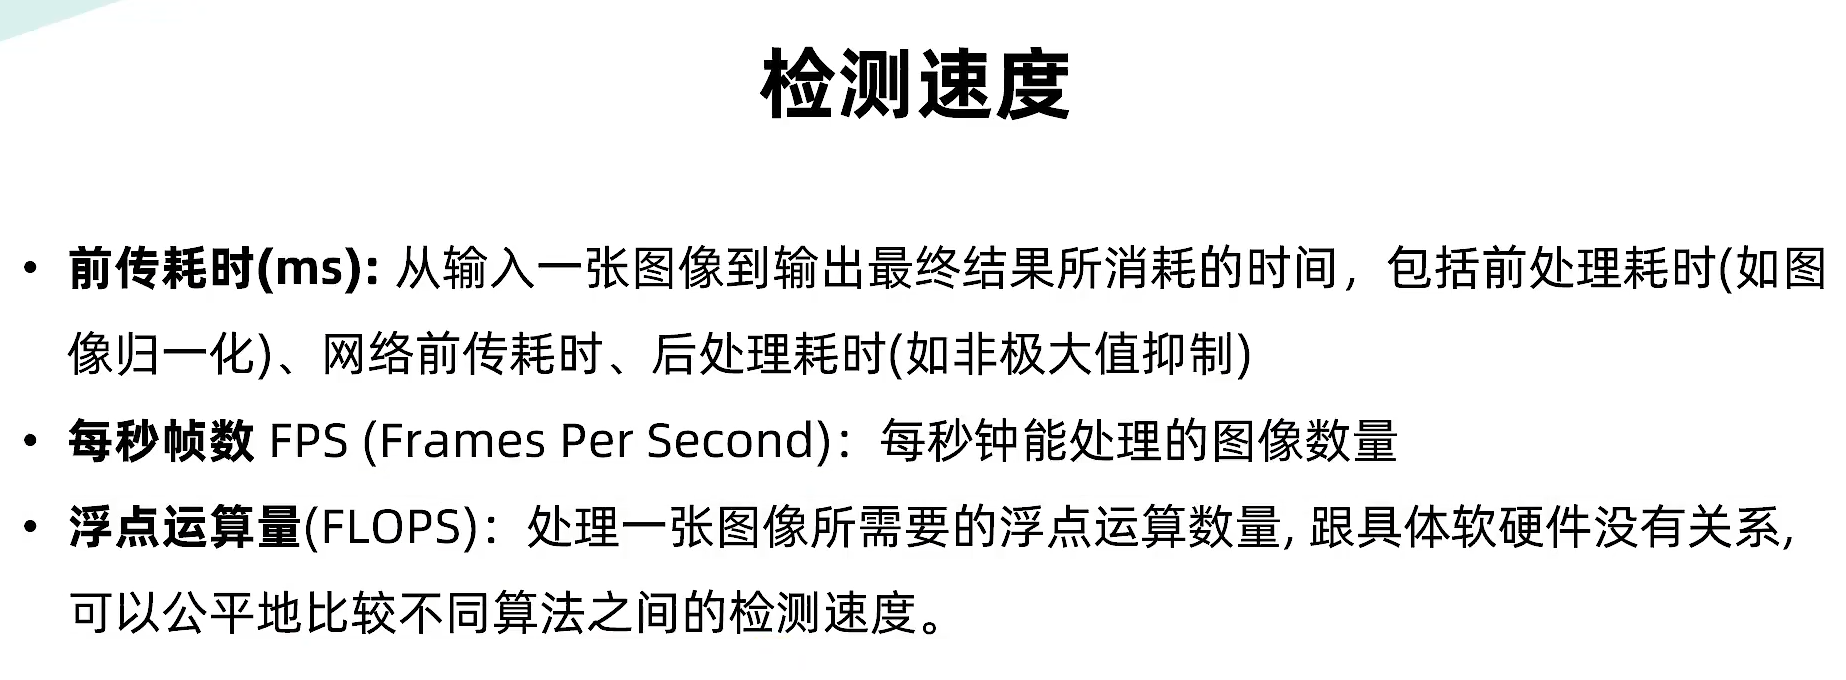 检测速度
• 前传耗时(ms): 从输入一张图像到输出最终结果所消耗的时间，包括前处理耗时(如图
像归一化)、网络前传耗时、后处理耗时(如非极大值抑制)
• 每秒帧数 FPS (Frames Per Second)：每秒钟能处理的图像数量
• 浮点运算量(FLOPS)：处理一张图像所需要的浮点运算数量, 跟具体软硬件没有关系,
可以公平地比较不同算法之间的检测速度。